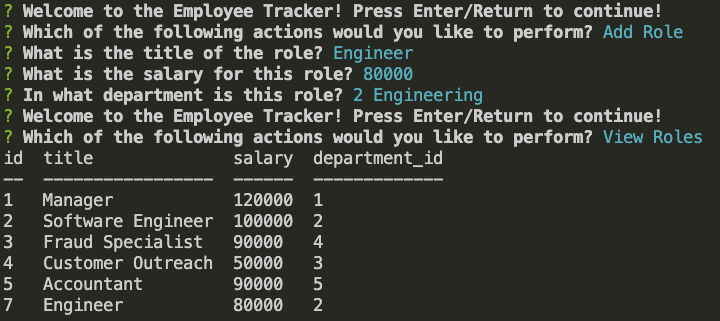 ? Welcome to the Employee Tracker! Press Enter/Return to continue!
? Which of the following actions would you like to perform? Add Role
? What is the title of the role? Engineer
? What is the salary for this role? 80000
? In what department is this role? 2 Engineering
? Welcome to the Employee Tracker! Press Enter/Return to continue!
? Which of the following actions would you like to perform? View Roles
id  title              salary  department_id
--  -----------------  ------  -------------
1   Manager            120000  1
2   Software Engineer  100000  2
3   Fraud Specialist   90000   4
4   Customer Outreach  50000   3
5   Accountant         90000   5
7   Engineer           80000   2